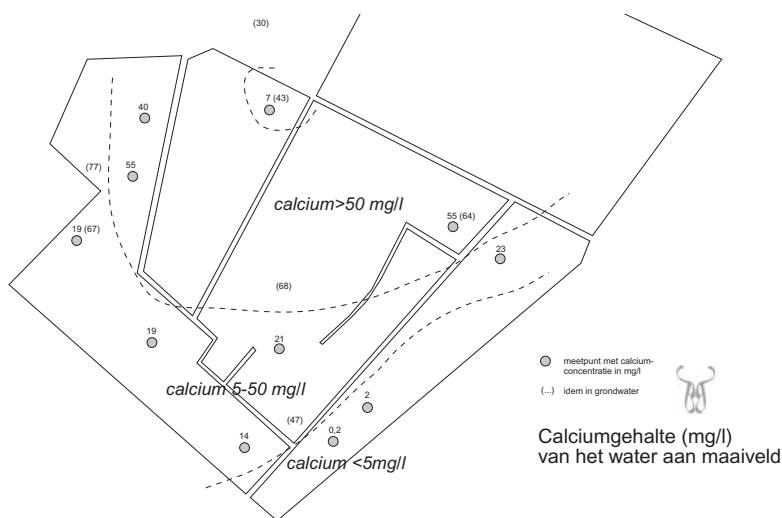 (30)
7 (43)
40
(77)
55
calcium>50 mg/l
19 (67)
55 (64)
23
(68)
19
21
meetpunt met calcium-
concentratie in mg/l
(...) idem in grondwater
calcium 5-50 mg/l
2
(47)
0,2
14
calcium <5mg/l
Calciumgehalte (mg/l)
van het water aan maaiveld